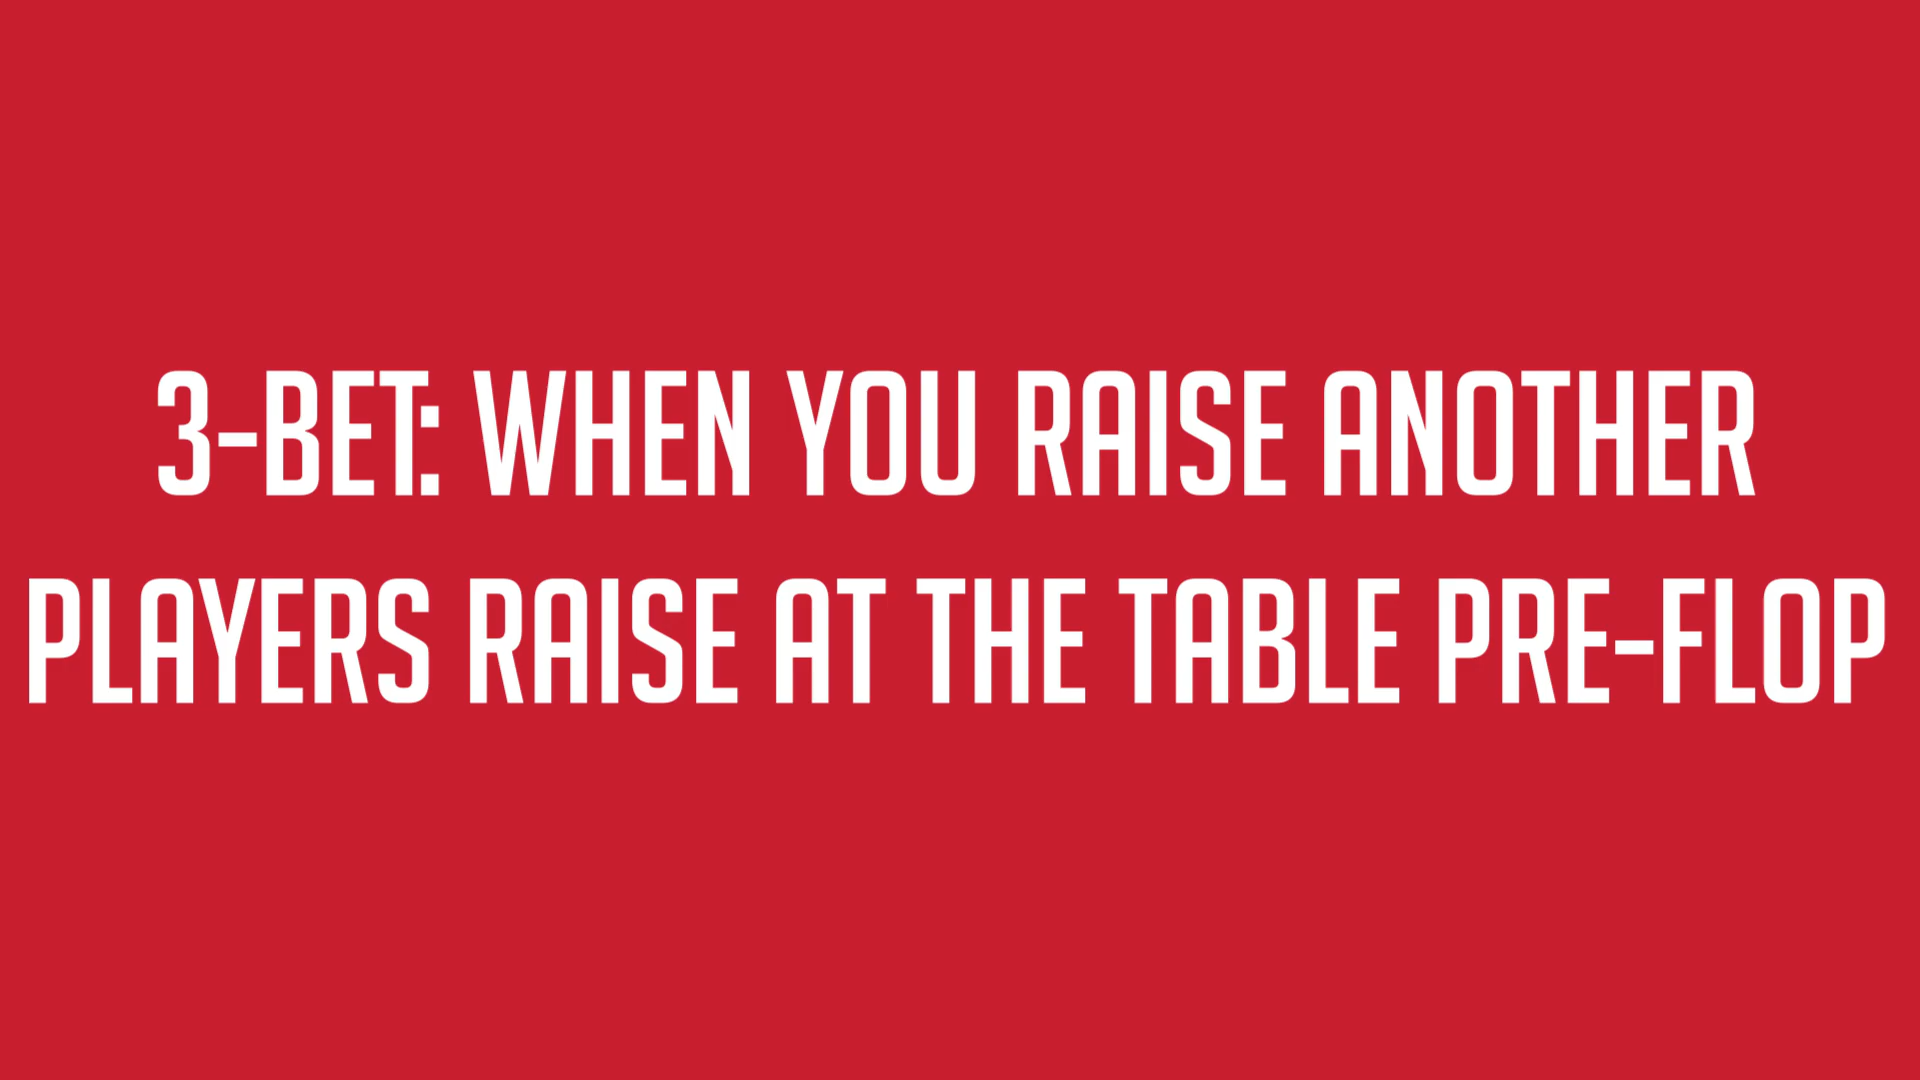 3-BET: WHEN YOU RAISE ANOTHER
PLAYERS RAISE AT THE TABLE PRE-FLOP